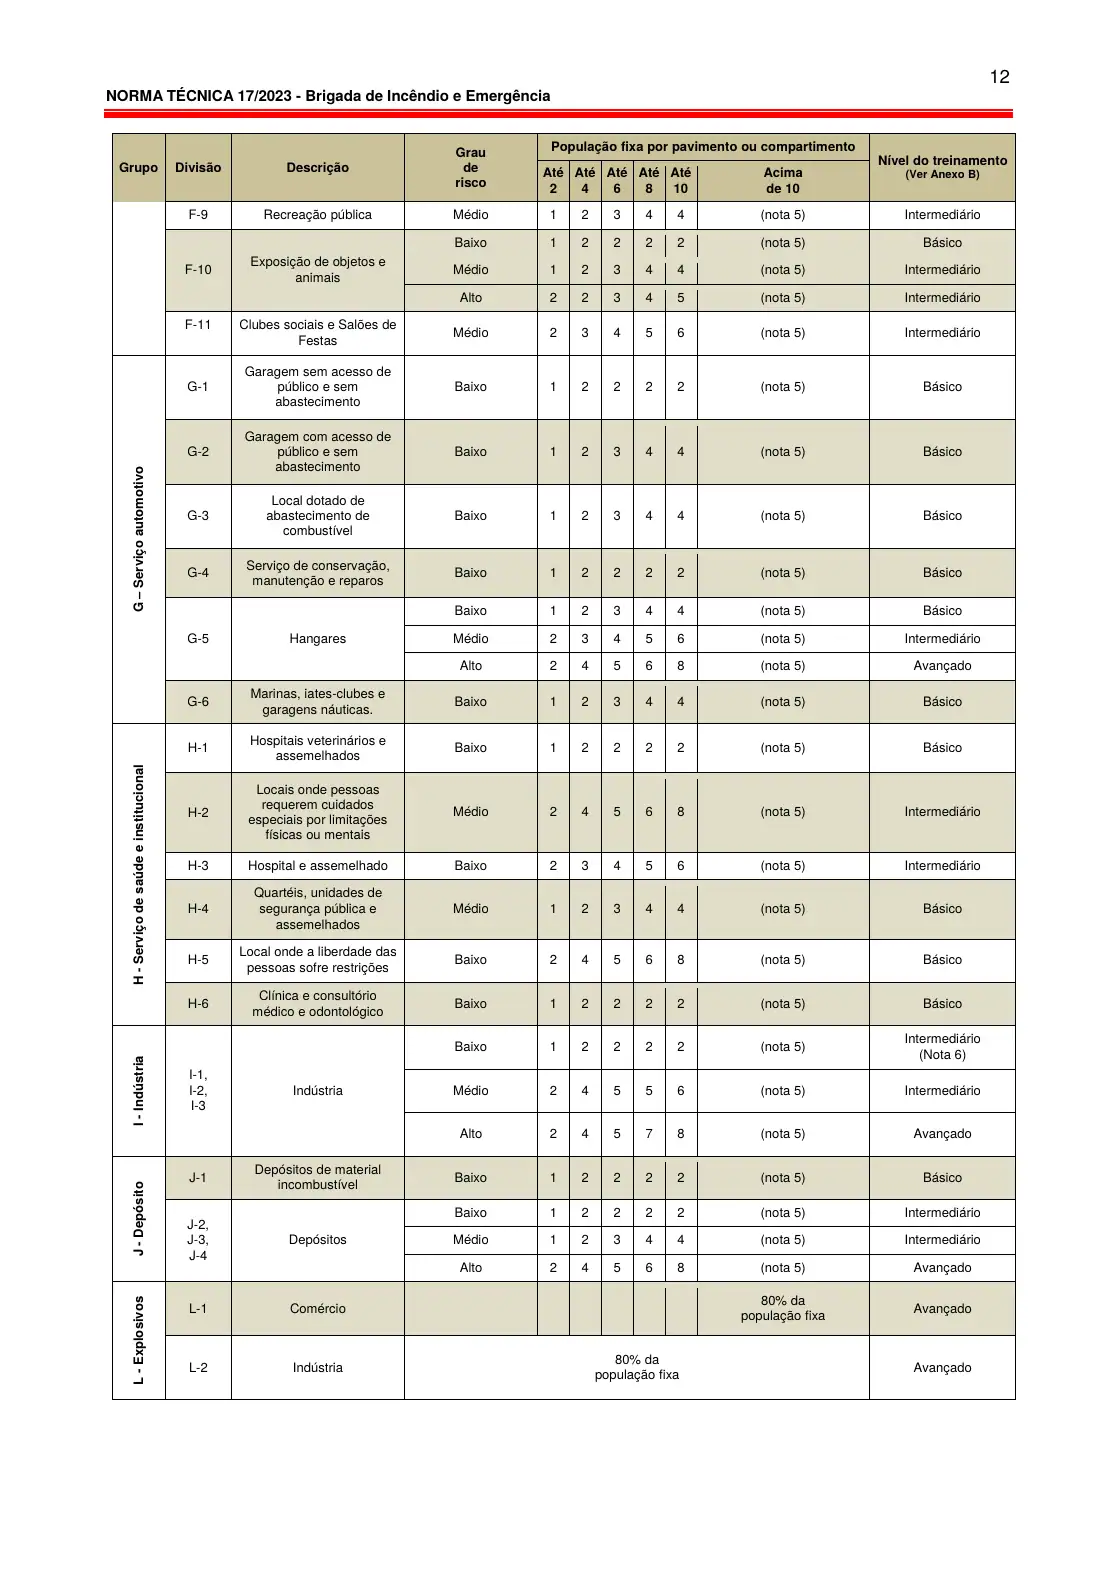 12
NORMA TÉCNICA 17/2023 - Brigada de Incêndio e Emergência
Grupo Divisão Descrição Grau de risco População fixa por pavimento ou compartimento Nível do treinamento (Ver Anexo B)
Até 2 Até 4 Até 6 Até 8 Até 10 Acima de 10
F-9 Recreação pública Médio 1 2 3 4 4 (nota 5) Intermediário
F-10 Exposição de objetos e animais Baixo 1 2 2 2 2 (nota 5) Básico
Médio 1 2 3 4 4 (nota 5) Intermediário
Alto 2 2 3 4 5 (nota 5) Intermediário
F-11 Clubes sociais e Salões de Festas Médio 2 3 4 5 6 (nota 5) Intermediário
G – Serviço automotivo
G-1 Garagem sem acesso de público e sem abastecimento Baixo 1 2 2 2 2 (nota 5) Básico
G-2 Garagem com acesso de público e sem abastecimento Baixo 1 2 3 4 4 (nota 5) Básico
G-3 Local dotado de abastecimento de combustível Baixo 1 2 3 4 4 (nota 5) Básico
G-4 Serviço de conservação, manutenção e reparos Baixo 1 2 2 2 2 (nota 5) Básico
G-5 Hangares Baixo 1 2 3 4 4 (nota 5) Básico
Médio 2 3 4 5 6 (nota 5) Intermediário
Alto 2 4 5 6 8 (nota 5) Avançado
G-6 Marinas, iates-clubes e garagens náuticas. Baixo 1 2 3 4 4 (nota 5) Básico
H - Serviço de saúde e institucional
H-1 Hospitais veterinários e assemelhados Baixo 1 2 2 2 2 (nota 5) Básico
H-2 Locais onde pessoas requerem cuidados especiais por limitações físicas ou mentais Médio 2 4 5 6 8 (nota 5) Intermediário
H-3 Hospital e assemelhado Baixo 2 3 4 5 6 (nota 5) Intermediário
H-4 Quartéis, unidades de segurança pública e assemelhados Médio 1 2 3 4 4 (nota 5) Básico
H-5 Local onde a liberdade das pessoas sofre restrições Baixo 2 4 5 6 8 (nota 5) Básico
H-6 Clínica e consultório médico e odontológico Baixo 1 2 2 2 2 (nota 5) Básico
I - Indústria
I-1, I-2, I-3 Indústria Baixo 1 2 2 2 2 (nota 5) Intermediário (Nota 6)
Médio 2 4 5 5 6 (nota 5) Intermediário
Alto 2 4 5 7 8 (nota 5) Avançado
J - Depósito
J-1 Depósitos de material incombustível Baixo 1 2 2 2 2 (nota 5) Básico
J-2, J-3, J-4 Depósitos Baixo 1 2 2 2 2 (nota 5) Intermediário
Médio 1 2 3 4 4 (nota 5) Intermediário
Alto 2 4 5 6 8 (nota 5) Avançado
L - Explosivos
L-1 Comércio 80% da população fixa Avançado
L-2 Indústria 80% da população fixa Avançado